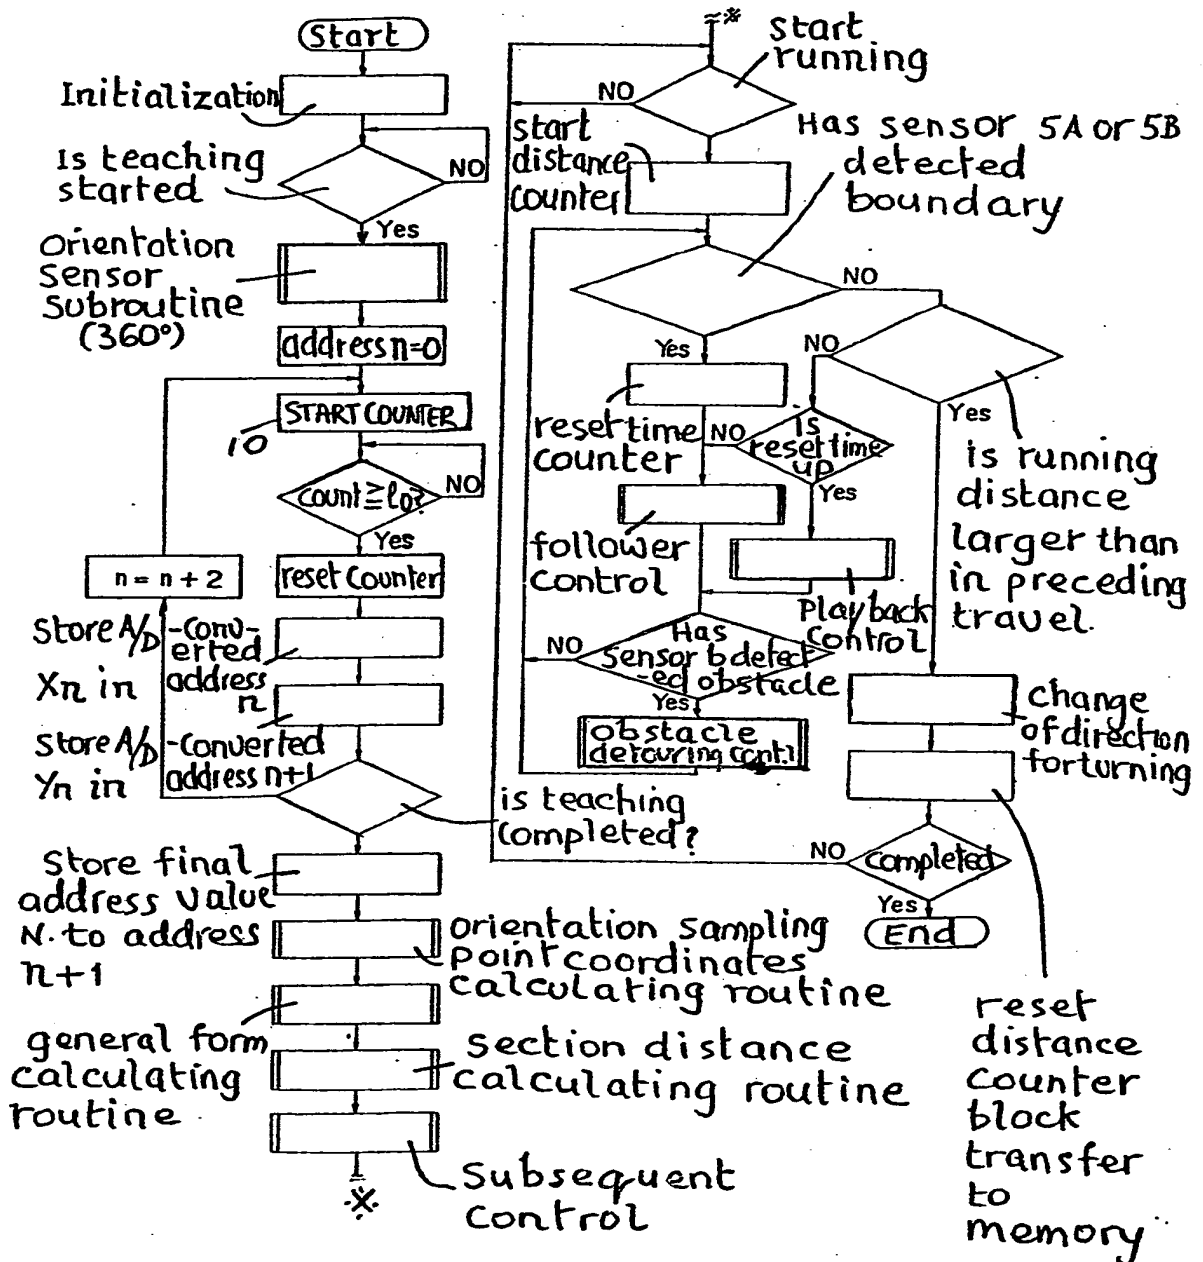 Start
Initialization
Is teaching
started
NO
Yes
Orientation
Sensor
Subroutine
(360°)
address n=0
START COUNTER
10
count≧lo?
NO
Yes
n = n + 2
reset Counter
Store A/D -Conv-
erted
address
Xn in
n
Store A/D -Converted
address n+1
Yn in
is teaching
completed?
Store final
address value
N. to address
n+1
Orientation sampling
point coordinates
calculating routine
general form
calculating
routine
Section distance
calculating routine
Subsequent
control
※
※
start
running
NO
start
distance
counter
Has sensor 5A or 5B
detected
boundary
NO
Yes
NO
Yes
reset time
counter
is
reset time
up
NO
Yes
is running
distance
larger than
in preceding
travel.
follower
control
Play back
control
Has
Sensor 6 detect
-ed obstacle
NO
Yes
obstacle
detouring cont.l
change
of direction
for turning
completed
NO
Yes
End
reset
distance
counter
block
transfer
to
memory